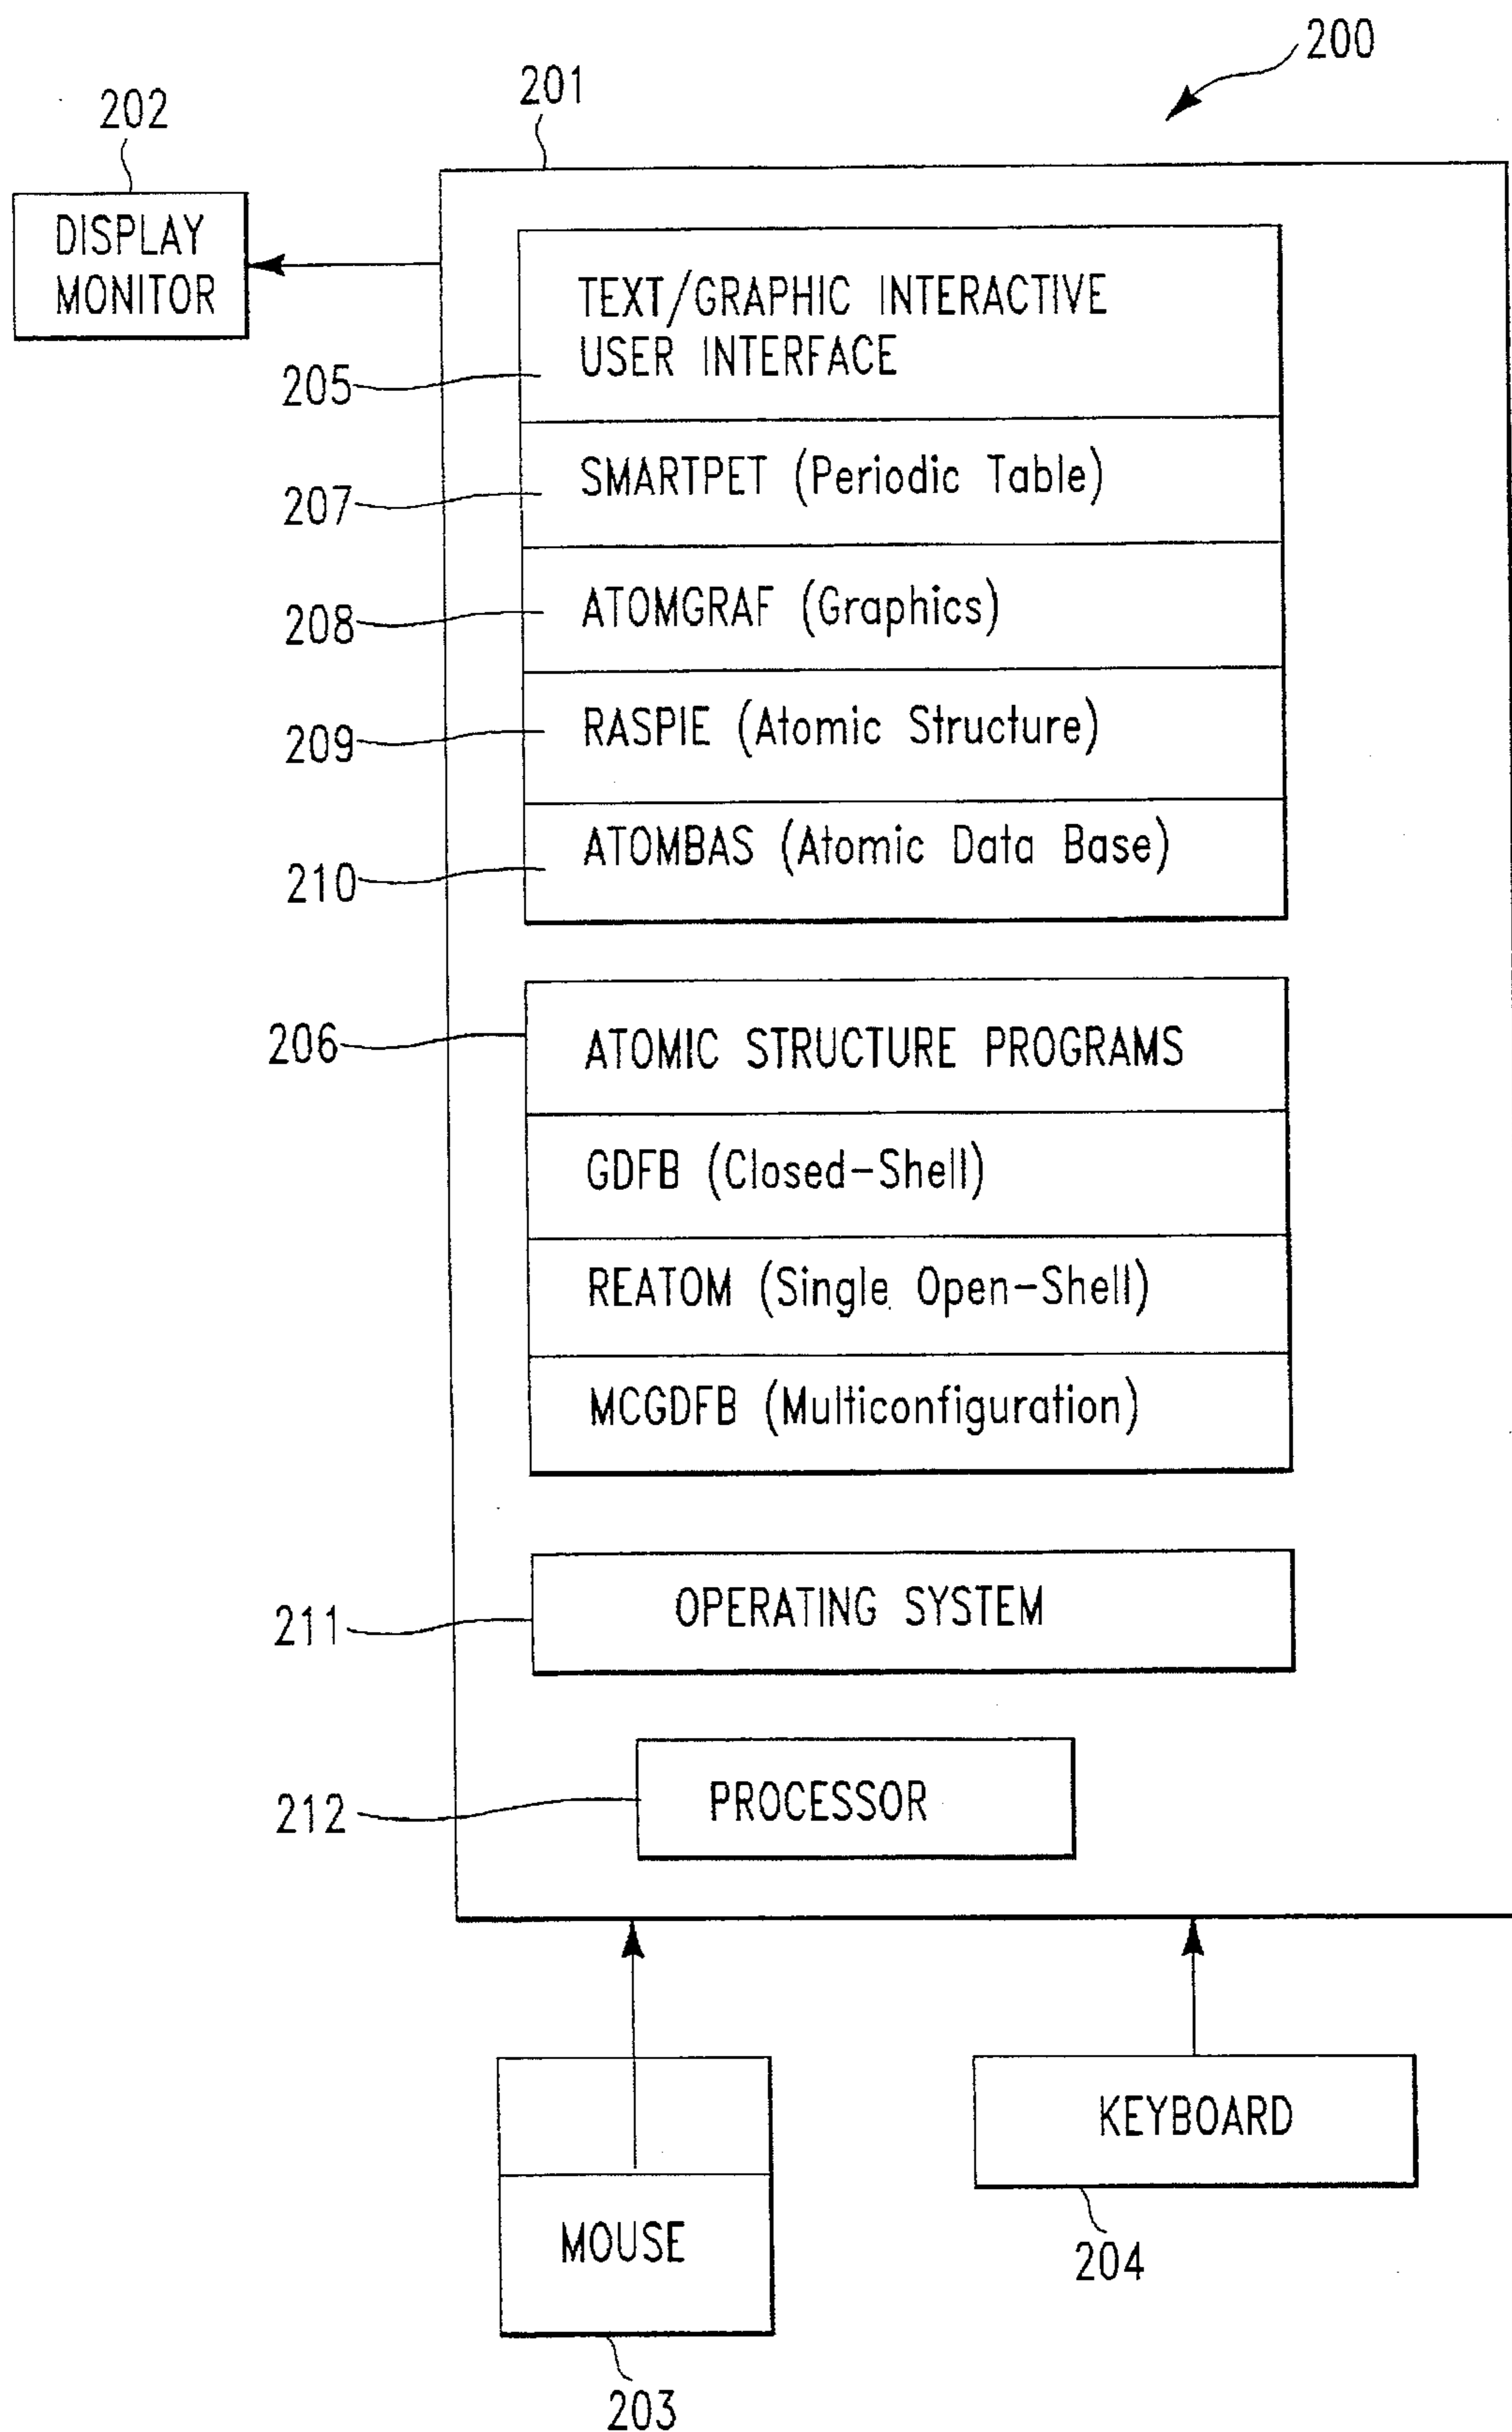 200
201
202
DISPLAY
MONITOR
TEXT/GRAPHIC INTERACTIVE
USER INTERFACE
205
SMARTPET (Periodic Table)
207
ATOMGRAF (Graphics)
208
RASPIE (Atomic Structure)
209
ATOMBAS (Atomic Data Base)
210
206
ATOMIC STRUCTURE PROGRAMS
GDFB (Closed-Shell)
REATOM (Single Open-Shell)
MCGDFB (Multiconfiguration)
OPERATING SYSTEM
211
PROCESSOR
212
KEYBOARD
MOUSE
204
203